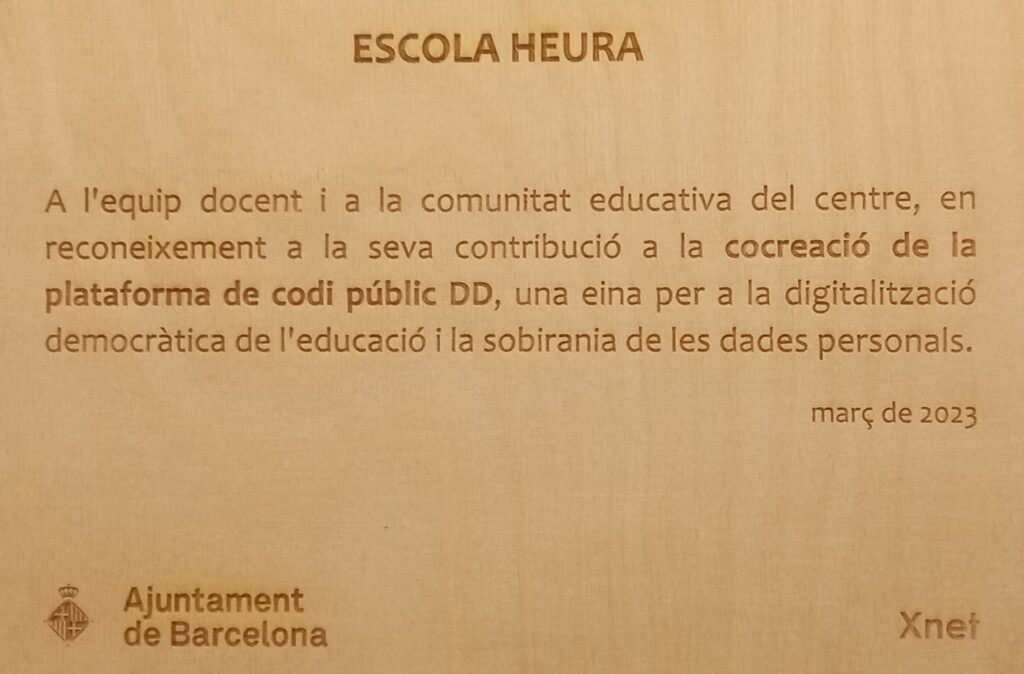 ESCOLA HEURA
A l'equip docent i a la comunitat educativa del centre, en
reconeixement a la seva contribució a la cocreació de la
plataforma de codi públic DD, una eina per a la digitalització
democràtica de l'educació i la sobirania de les dades personals.
març de 2023
Ajuntament
de Barcelona
Xnet